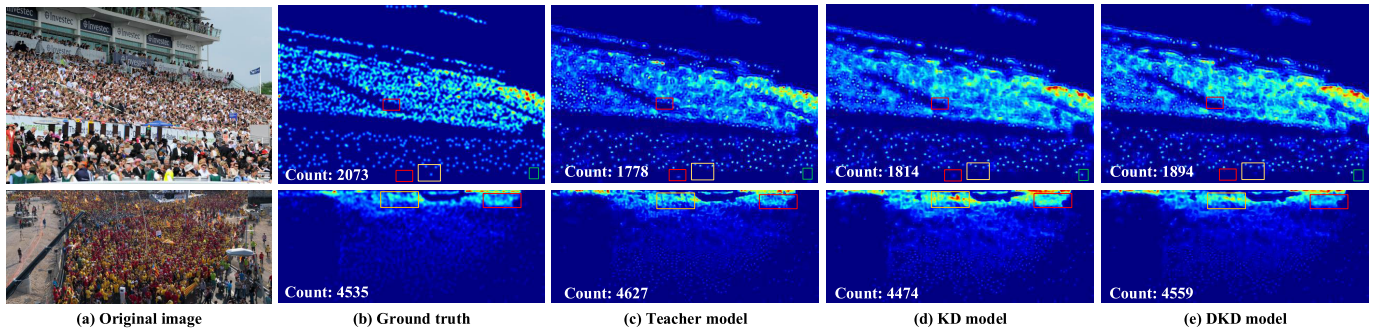 Investec
Investec
Investec
Count: 2073
Count: 1778
Count: 1814
Count: 1894
Count: 4535
Count: 4627
Count: 4474
Count: 4559
(a) Original image
(b) Ground truth
(c) Teacher model
(d) KD model
(e) DKD model